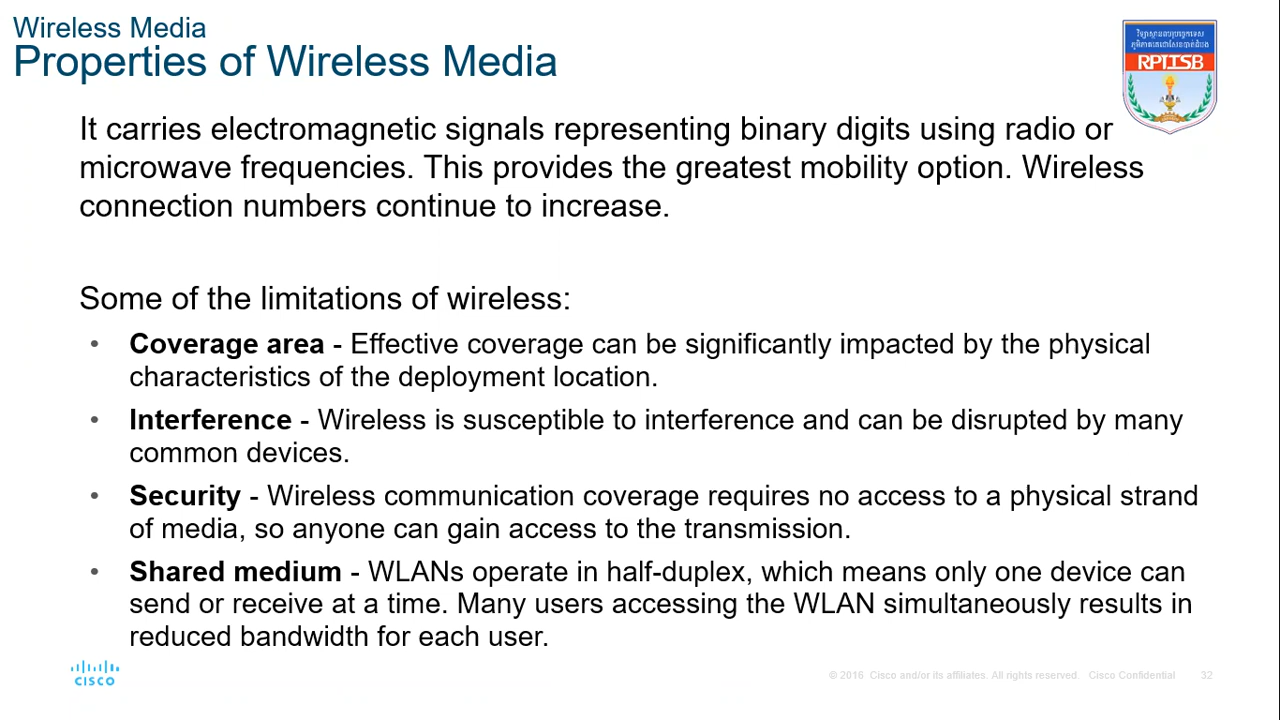 Wireless Media
Properties of Wireless Media
RPITSB
It carries electromagnetic signals representing binary digits using radio or
microwave frequencies. This provides the greatest mobility option. Wireless
connection numbers continue to increase.
Some of the limitations of wireless:
• Coverage area - Effective coverage can be significantly impacted by the physical
characteristics of the deployment location.
• Interference - Wireless is susceptible to interference and can be disrupted by many
common devices.
• Security - Wireless communication coverage requires no access to a physical strand
of media, so anyone can gain access to the transmission.
• Shared medium - WLANs operate in half-duplex, which means only one device can
send or receive at a time. Many users accessing the WLAN simultaneously results in
reduced bandwidth for each user.
CISCO
© 2016 Cisco and/or its affiliates. All rights reserved. Cisco Confidential 32